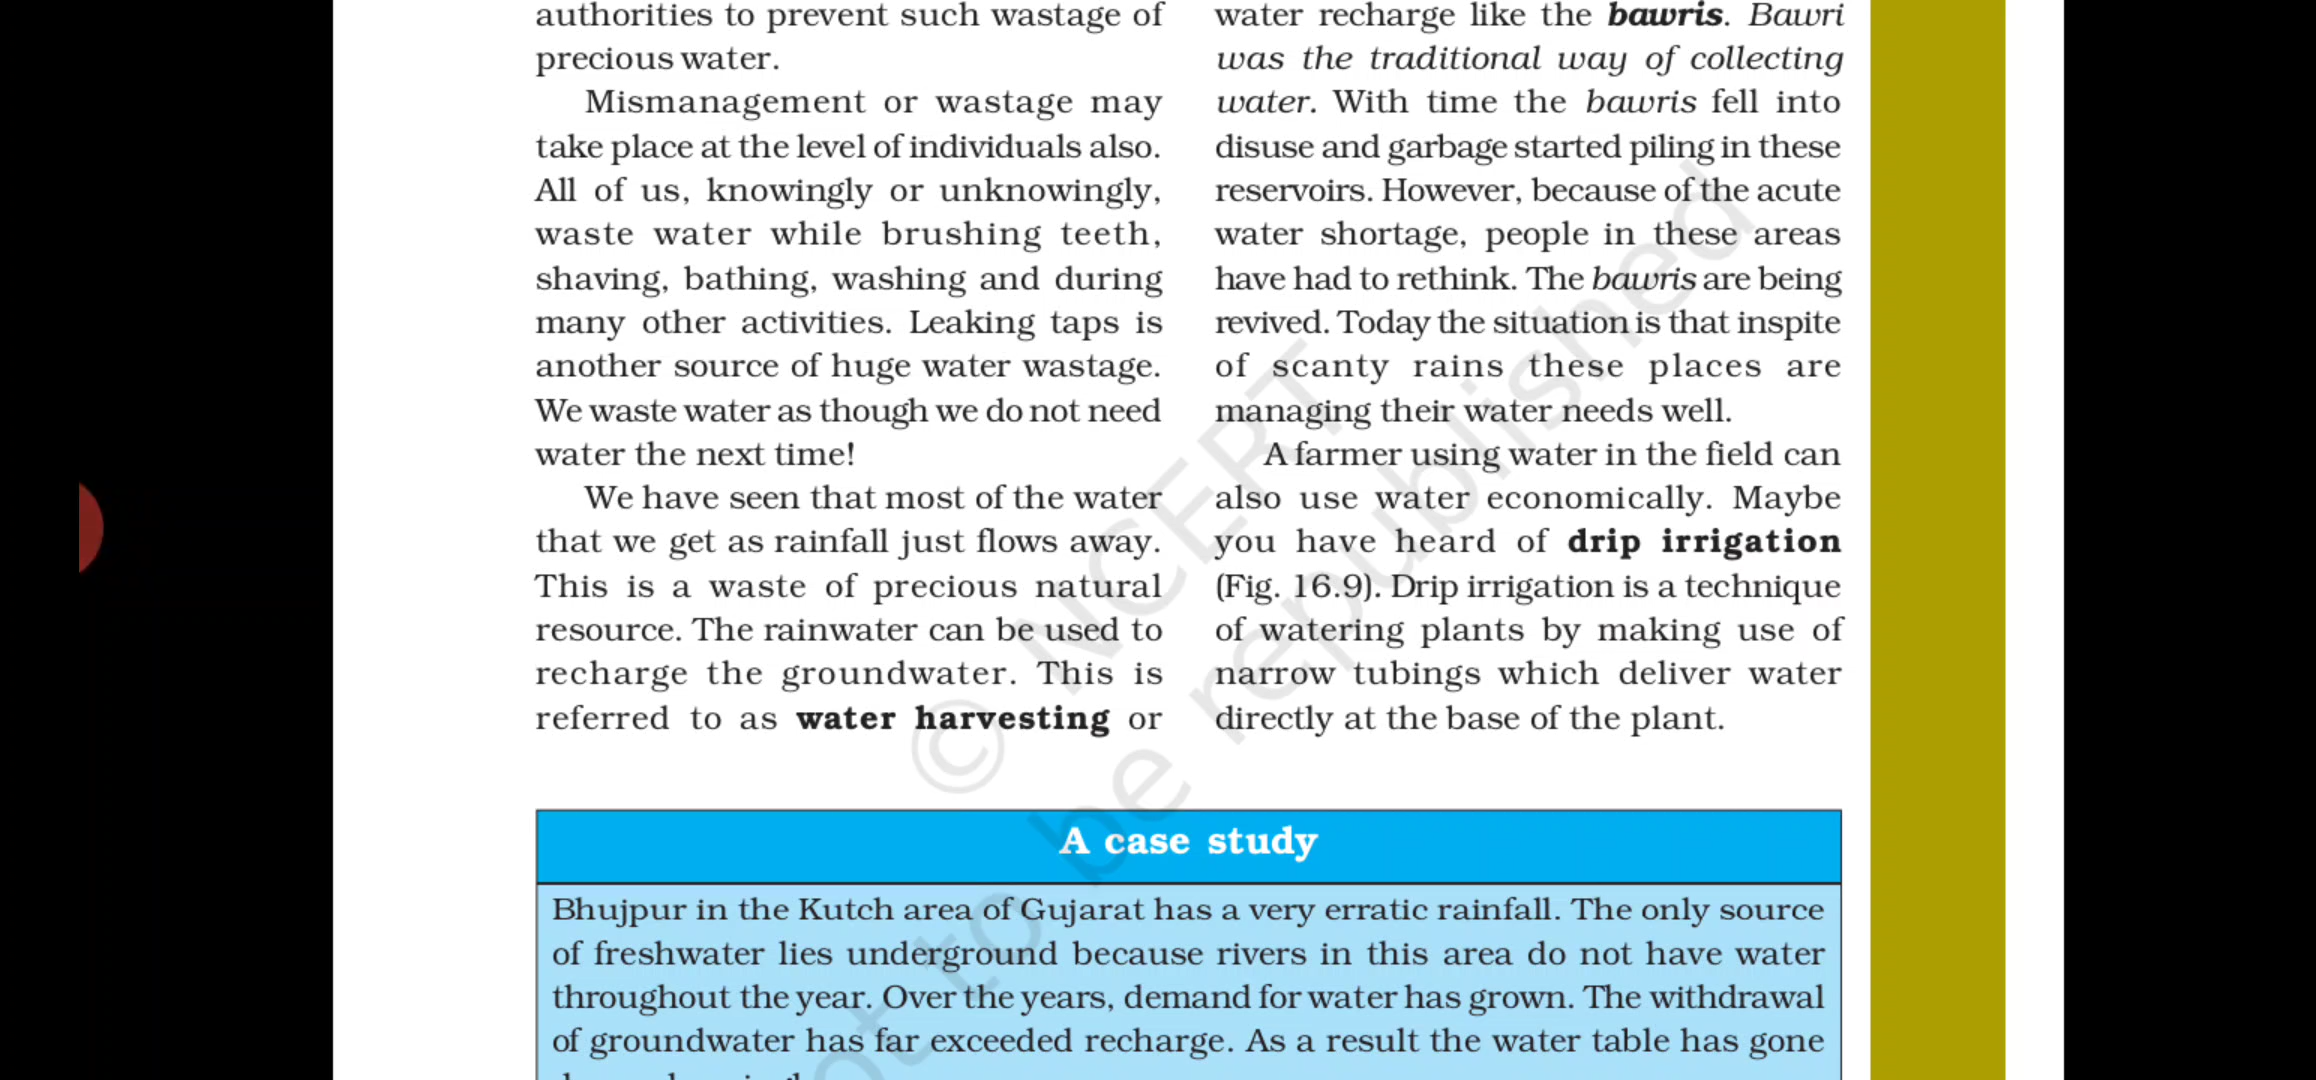 authorities to prevent such wastage of
precious water.
Mismanagement or wastage may
take place at the level of individuals also.
All of us, knowingly or unknowingly,
waste water while brushing teeth,
shaving, bathing, washing and during
many other activities. Leaking taps is
another source of huge water wastage.
We waste water as though we do not need
water the next time!
We have seen that most of the water
that we get as rainfall just flows away.
This is a waste of precious natural
resource. The rainwater can be used to
recharge the groundwater. This is
referred to as water harvesting or
water recharge like the bawris. Bawri
was the traditional way of collecting
water. With time the bawris fell into
disuse and garbage started piling in these
reservoirs. However, because of the acute
water shortage, people in these areas
have had to rethink. The bawris are being
revived. Today the situation is that inspite
of scanty rains these places are
managing their water needs well.
A farmer using water in the field can
also use water economically. Maybe
you have heard of drip irrigation
(Fig. 16.9). Drip irrigation is a technique
of watering plants by making use of
narrow tubings which deliver water
directly at the base of the plant.
A case study
Bhujpur in the Kutch area of Gujarat has a very erratic rainfall. The only source
of freshwater lies underground because rivers in this area do not have water
throughout the year. Over the years, demand for water has grown. The withdrawal
of groundwater has far exceeded recharge. As a result the water table has gone
© NCERT
not to be republished